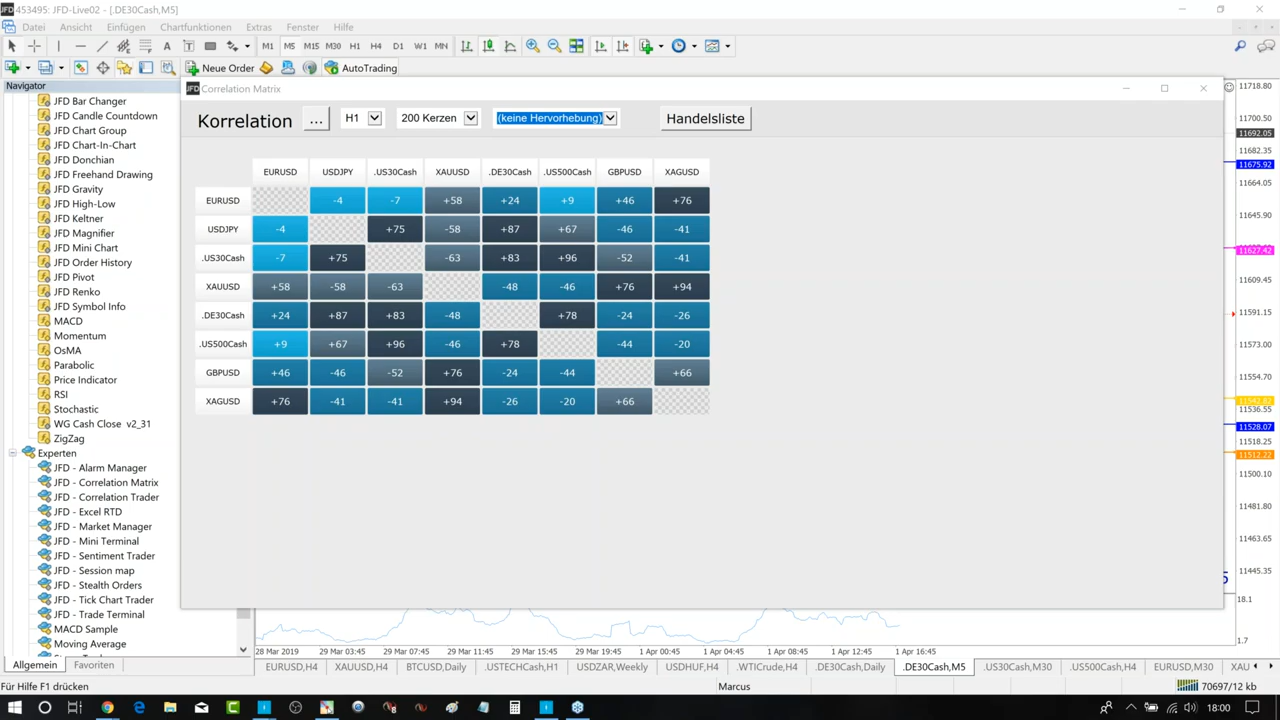 JFD 453495: JFD-Live02 - [.DE30Cash,M5]
Datei Ansicht Einfügen Chartfunktionen Extras Fenster Hilfe
A T M1 M5 M15 M30 H1 H4 D1 W1 MN
New Order AutoTrading
Navigator
JFD Bar Changer
JFD Candle Countdown
JFD Chart Group
JFD Chart-In-Chart
JFD Donchian
JFD Freehand Drawing
JFD Gravity
JFD High-Low
JFD Keltner
JFD Magnifier
JFD Mini Chart
JFD Order History
JFD Pivot
JFD Renko
JFD Symbol Info
MACD
Momentum
OsMA
Parabolic
Price Indicator
RSI
Stochastic
WG Cash Close v2_31
ZigZag
Experten
JFD - Alarm Manager
JFD - Correlation Matrix
JFD - Correlation Trader
JFD - Excel RTD
JFD - Market Manager
JFD - Mini Terminal
JFD - Sentiment Trader
JFD - Session map
JFD - Stealth Orders
JFD - Tick Chart Trader
JFD - Trade Terminal
MACD Sample
Moving Average
Allgemein Favoriten
JFD Correlation Matrix
Korrelation ... H1 200 Kerzen (keine Hervorhebung) Handelsliste
EURUSD USDJPY .US30Cash XAUUSD .DE30Cash .US500Cash GBPUSD XAGUSD
EURUSD -4 -7 +58 +24 +9 +46 +76
USDJPY -4 +75 -58 +87 +67 -46 -41
.US30Cash -7 +75 -63 +83 +96 -52 -41
XAUUSD +58 -58 -63 -48 -46 +76 +94
.DE30Cash +24 +87 +83 -48 +78 -24 -26
.US500Cash +9 +67 +96 -46 +78 -44 -20
GBPUSD +46 -46 -52 +76 -24 -44 +66
XAGUSD +76 -41 -41 +94 -26 -20 +66
11718.80
11700.50
11692.05
11682.35
11675.92
11664.05
11645.90
11627.42
11609.45
11591.15
11573.00
11554.70
11542.82
11536.55
11528.07
11518.25
11512.22
11500.10
11481.80
11463.65
11445.35
5
18.1
1.7
28 Mar 2019 29 Mar 03:45 29 Mar 07:45 29 Mar 11:45 29 Mar 15:45 1 Apr 00:45 1 Apr 04:45 1 Apr 08:45 1 Apr 12:45 1 Apr 16:45
EURUSD,H4 XAUUSD,H4 BTCUSD,Daily .USTECHCash,H1 USDZAR,Weekly USDHUF,H4 .WTICrude,H4 .DE30Cash,Daily .DE30Cash,M5 .US30Cash,M30 .US500Cash,H4 EURUSD,M30 XAU
Für Hilfe F1 drücken Marcus 70697/12 kb
18:00